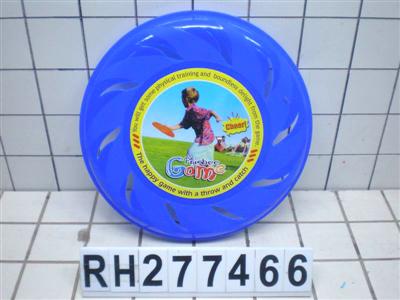 You will get some physical training and boundless delight from the game
Cheer!
Frisbee
Game
The happy game with a throw and catch
RH277466